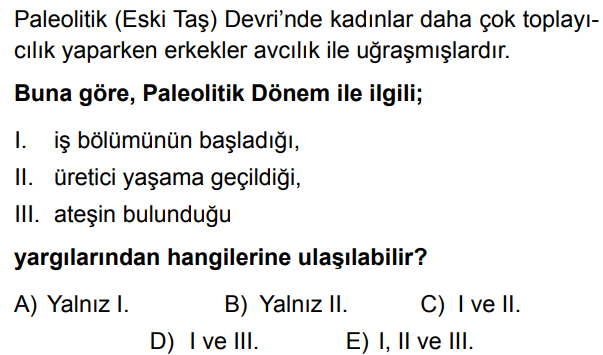 Paleolitik (Eski Taş) Devri’nde kadınlar daha çok toplayı-
cılık yaparken erkekler avcılık ile uğraşmışlardır.
Buna göre, Paleolitik Dönem ile ilgili;
I. iş bölümünün başladığı,
II. üretici yaşama geçildiği,
III. ateşin bulunduğu
yargılarından hangilerine ulaşılabilir?
A) Yalnız I. B) Yalnız II. C) I ve II.
D) I ve III. E) I, II ve III.